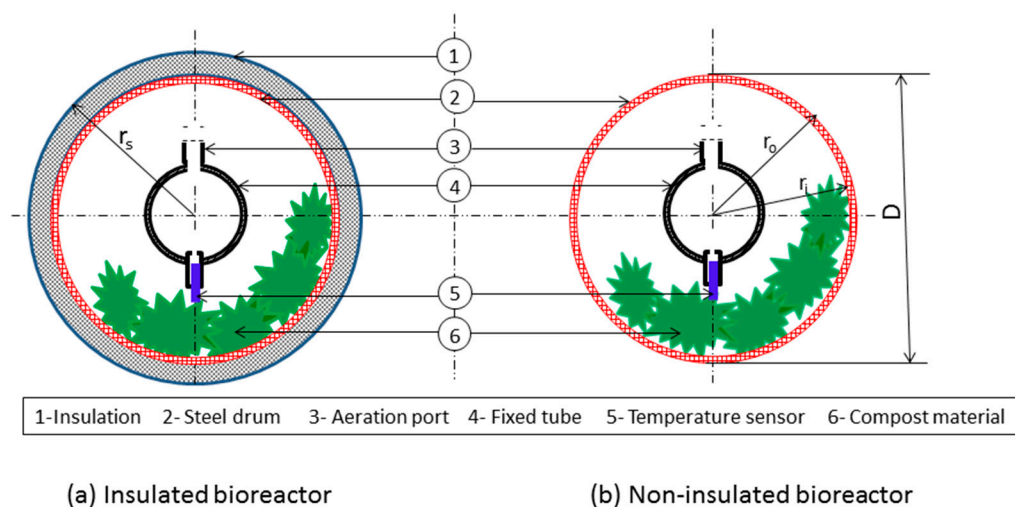 1
2
3
4
5
6
r_s
r_o
r_i
D
1-Insulation 2- Steel drum 3- Aeration port 4- Fixed tube 5- Temperature sensor 6- Compost material
(a) Insulated bioreactor (b) Non-insulated bioreactor